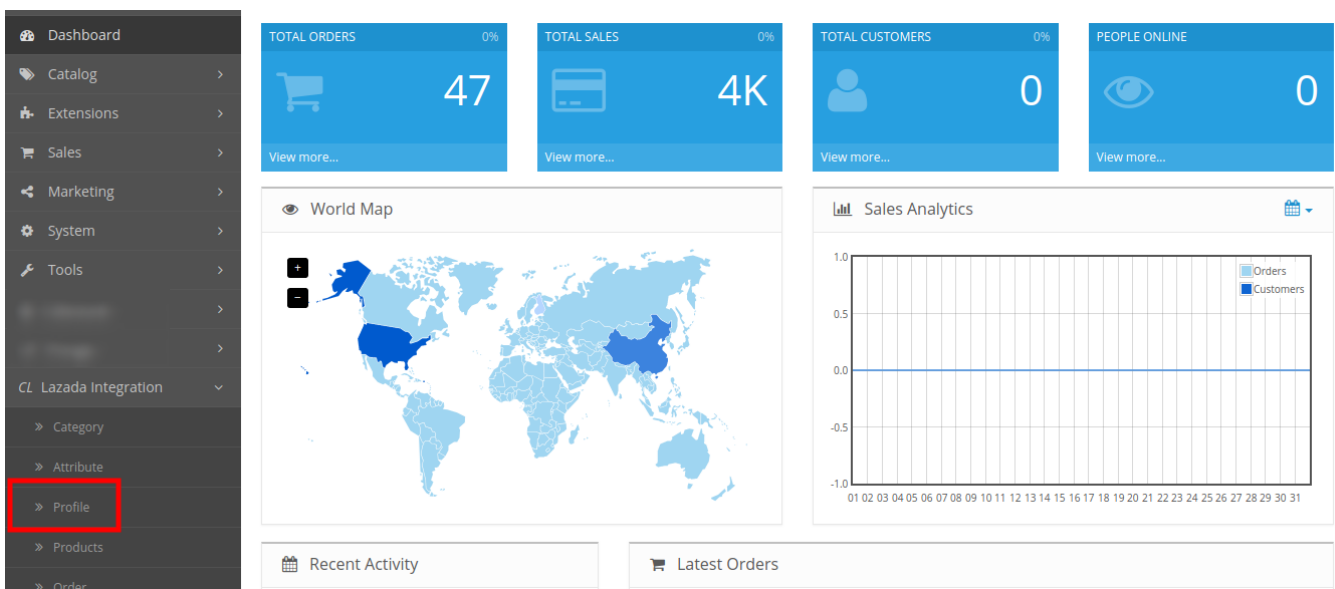 Dashboard
Catalog
Extensions
Sales
Marketing
System
Tools
CL Lazada Integration
» Category
» Attribute
» Profile
» Products
» Order
TOTAL ORDERS 0%
47
View more...
TOTAL SALES 0%
4K
View more...
TOTAL CUSTOMERS 0%
0
View more...
PEOPLE ONLINE
0
View more...
World Map
+
−
Sales Analytics
Orders
Customers
1.0
0.5
0.0
-0.5
-1.0
01 02 03 04 05 06 07 08 09 10 11 12 13 14 15 16 17 18 19 20 21 22 23 24 25 26 27 28 29 30 31
Recent Activity
Latest Orders